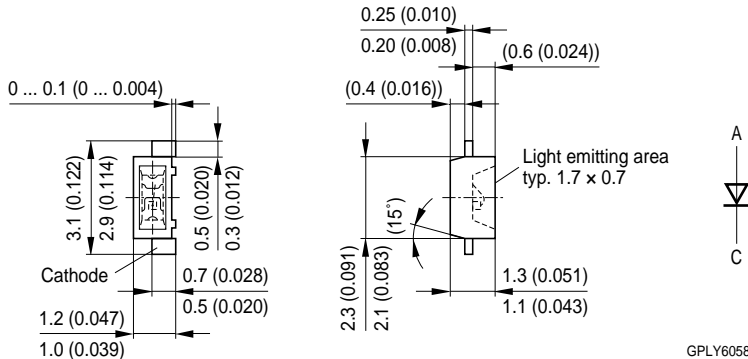 0.25 (0.010)
0.20 (0.008)
(0.6 (0.024))
0 ... 0.1 (0 ... 0.004)
(0.4 (0.016))
A
3.1 (0.122)
2.9 (0.114)
0.5 (0.020)
0.3 (0.012)
Light emitting area
typ. 1.7 × 0.7
(15°)
Cathode
0.7 (0.028)
0.5 (0.020)
2.3 (0.091)
2.1 (0.083)
1.3 (0.051)
1.1 (0.043)
C
1.2 (0.047)
1.0 (0.039)
GPLY6058